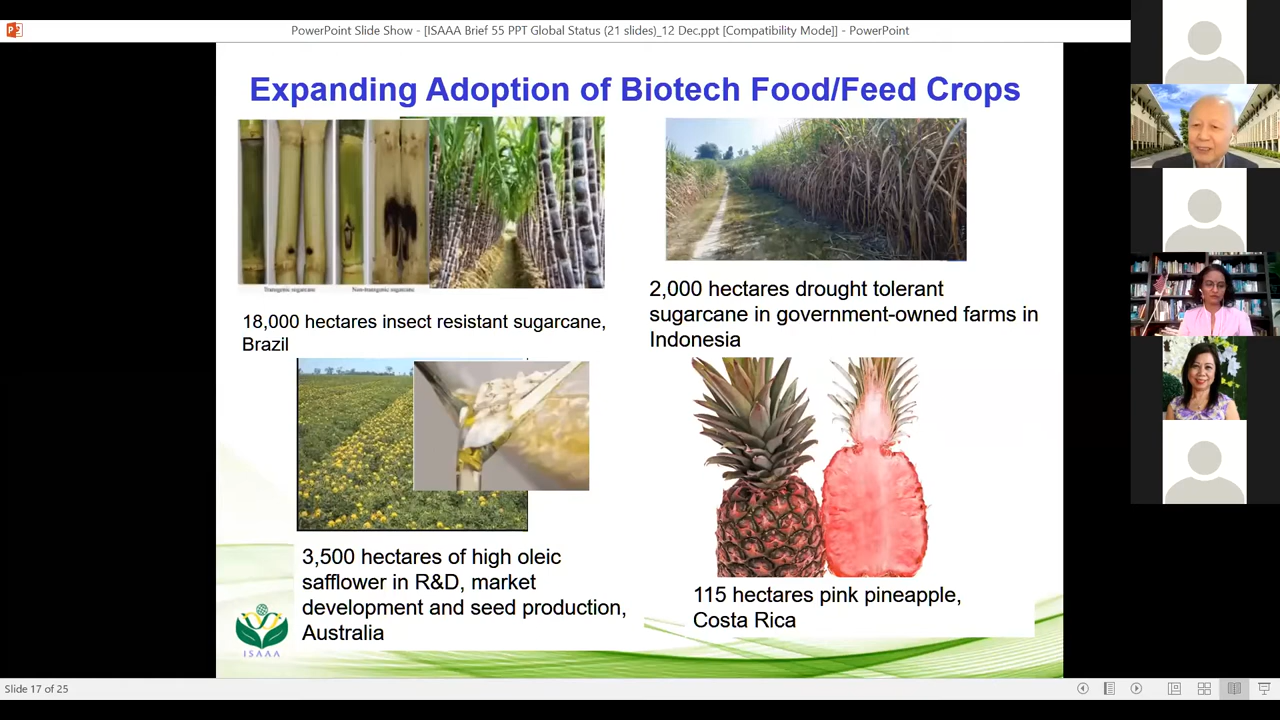 PowerPoint Slide Show - [ISAAA Brief 55 PPT Global Status (21 slides)_12 Dec.ppt [Compatibility Mode]] - PowerPoint
Expanding Adoption of Biotech Food/Feed Crops
Transgenic sugarcane
Non-transgenic sugarcane
18,000 hectares insect resistant sugarcane,
Brazil
2,000 hectares drought tolerant
sugarcane in government-owned farms in
Indonesia
3,500 hectares of high oleic
safflower in R&D, market
development and seed production,
Australia
115 hectares pink pineapple,
Costa Rica
ISAAA
Slide 17 of 25